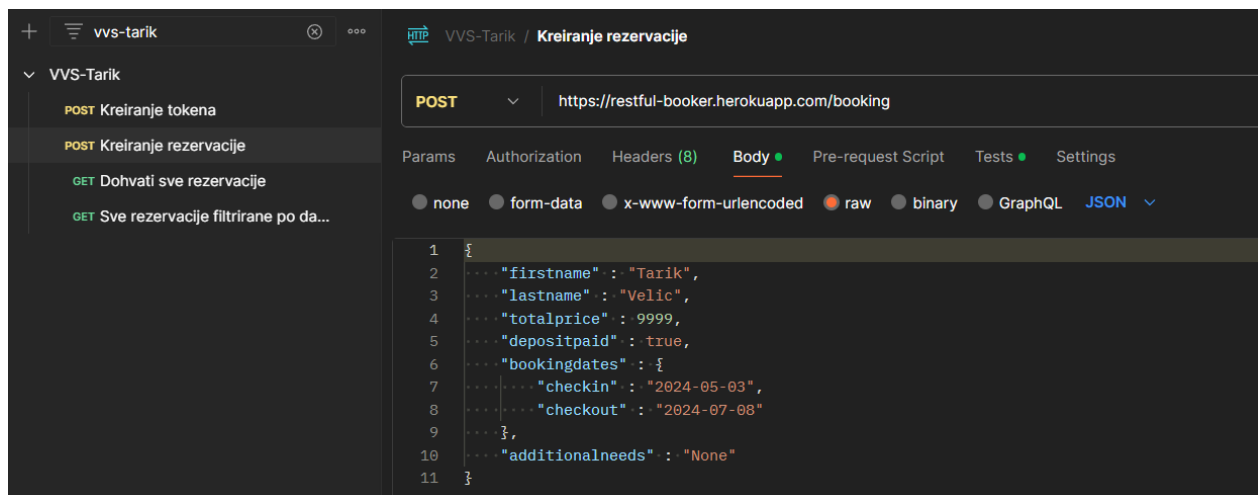 vvs-tarik
VVS-Tarik
POST Kreiranje tokena
POST Kreiranje rezervacije
GET Dohvati sve rezervacije
GET Sve rezervacije filtrirane po da...
HTTP VVS-Tarik / Kreiranje rezervacije
POST https://restful-booker.herokuapp.com/booking
Params Authorization Headers (8) Body Pre-request Script Tests Settings
none form-data x-www-form-urlencoded raw binary GraphQL JSON
1 {
2 "firstname" : "Tarik",
3 "lastname" : "Velic",
4 "totalprice" : 9999,
5 "depositpaid" : true,
6 "bookingdates" : {
7 "checkin" : "2024-05-03",
8 "checkout" : "2024-07-08"
9 },
10 "additionalneeds" : "None"
11 }